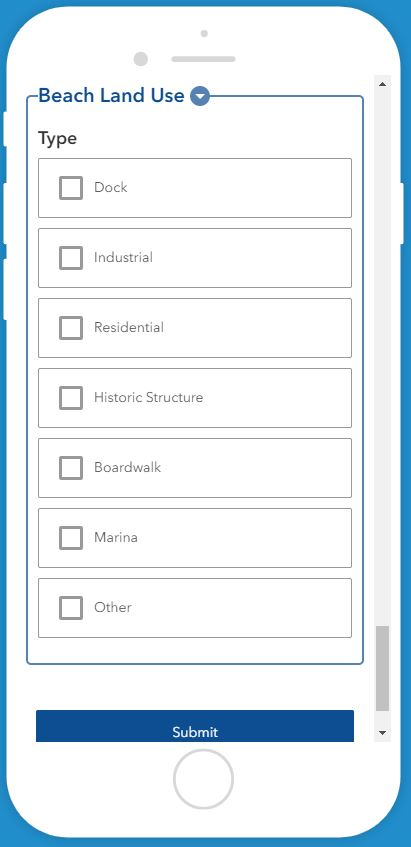 Beach Land Use
Type
Dock
Industrial
Residential
Historic Structure
Boardwalk
Marina
Other
Submit